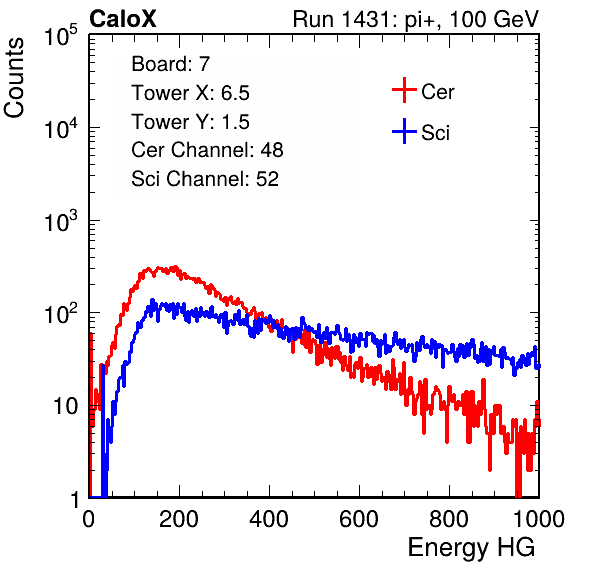 CaloX Run 1431: pi+, 100 GeV
Counts
Board: 7
Tower X: 6.5
Tower Y: 1.5
Cer Channel: 48
Sci Channel: 52
Cer
Sci
10^5
10^4
10^3
10^2
10
1
0 200 400 600 800 1000
Energy HG